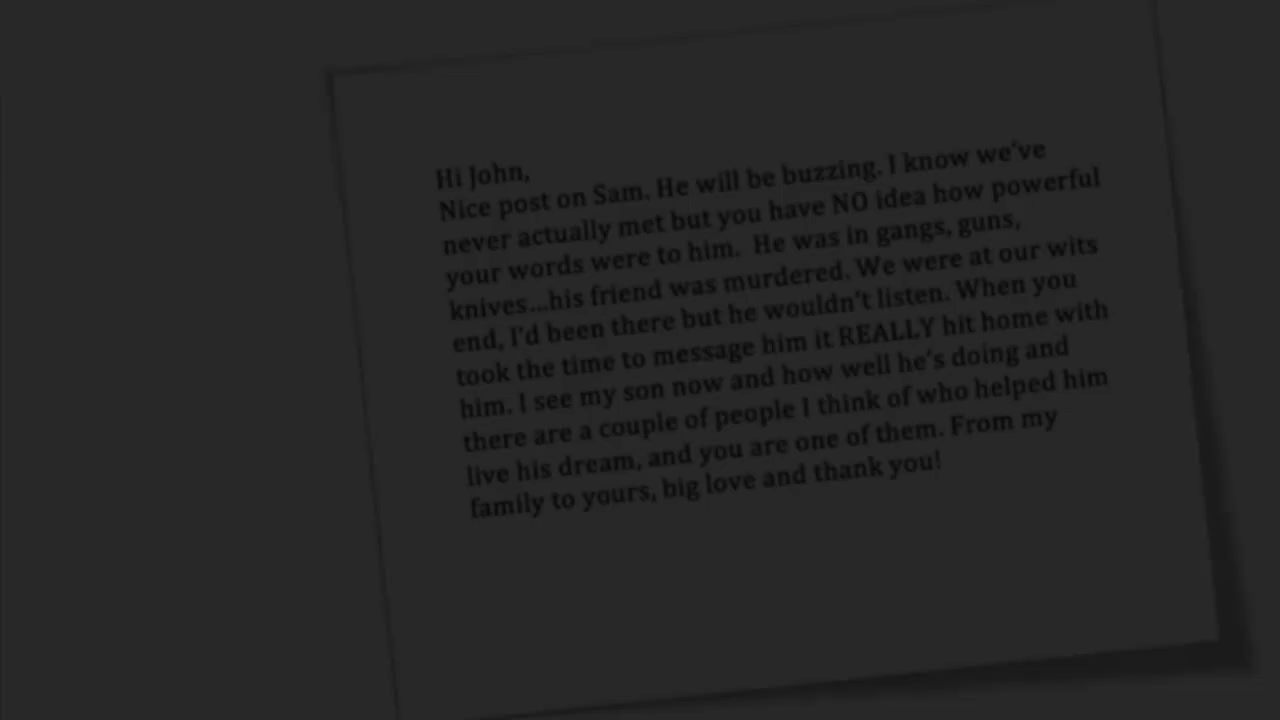 Hi John,
Nice post on Sam. He will be buzzing. I know we've
never actually met but you have NO idea how powerful
your words were to him.  He was in gangs, guns,
knives...his friend was murdered. We were at our wits
end, I'd been there but he wouldn't listen. When you
took the time to message him it REALLY hit home with
him. I see my son now and how well he's doing and
there are a couple of people I think of who helped him
live his dream, and you are one of them. From my
family to yours, big love and thank you!